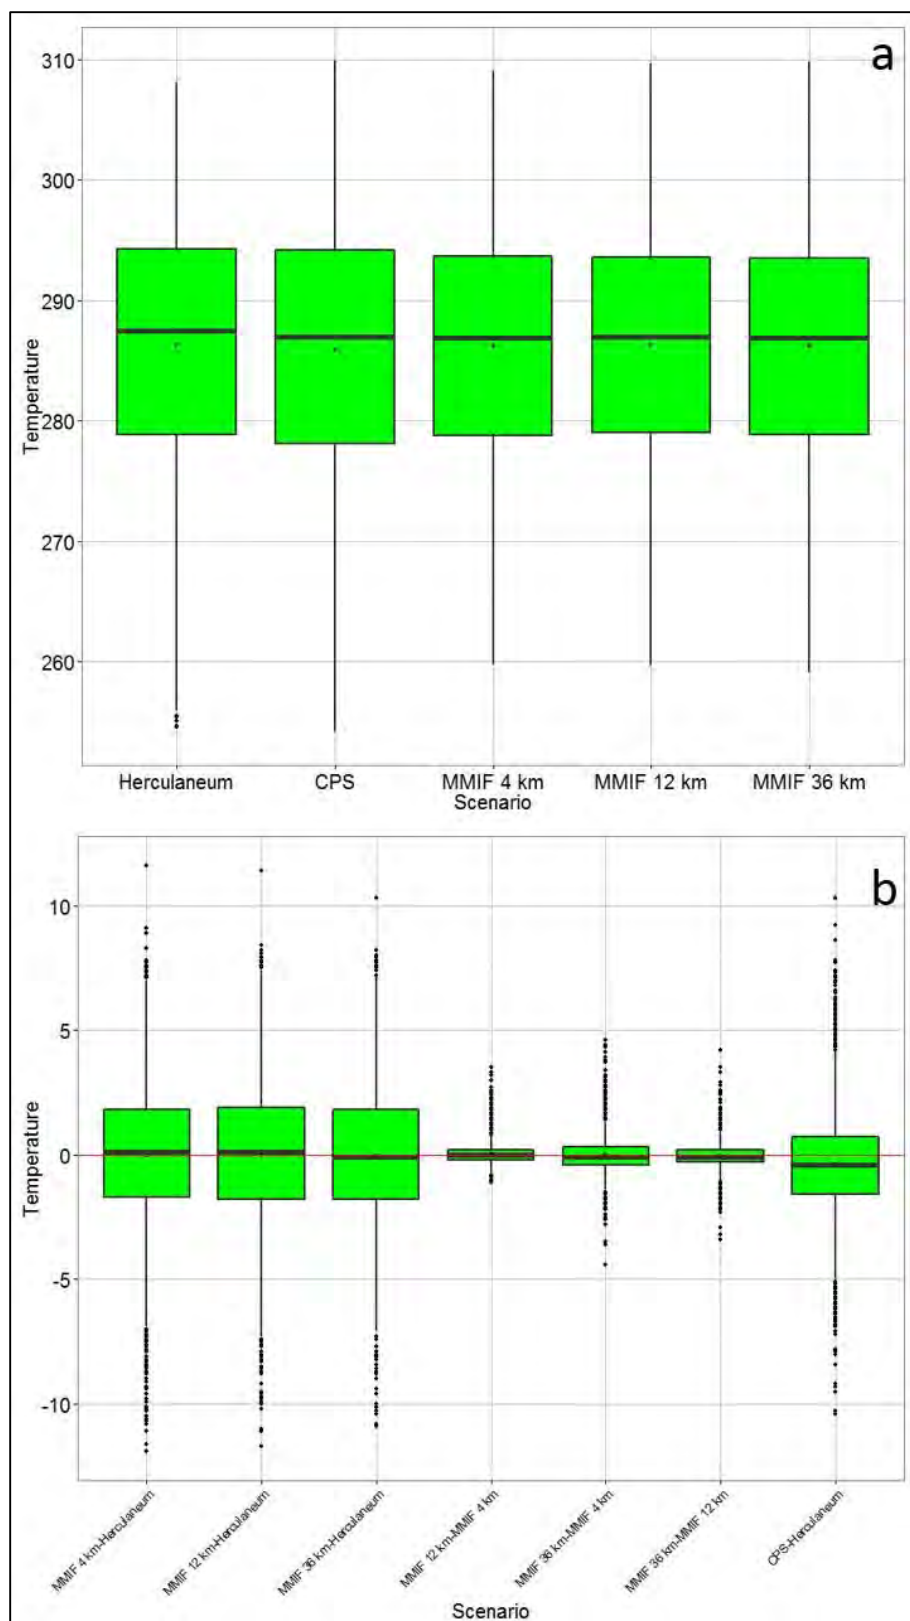 a
310
300
290
280
270
260
Temperature
Herculaneum CPS MMIF 4 km MMIF 12 km MMIF 36 km
Scenario
b
10
5
0
-5
-10
Temperature
MMIF 4 km-Herculaneum
MMIF 12 km-Herculaneum
MMIF 36 km-Herculaneum
MMIF 12 km-MMIF 4 km
MMIF 36 km-MMIF 4 km
MMIF 36 km-MMIF 12 km
CPS-Herculaneum
Scenario